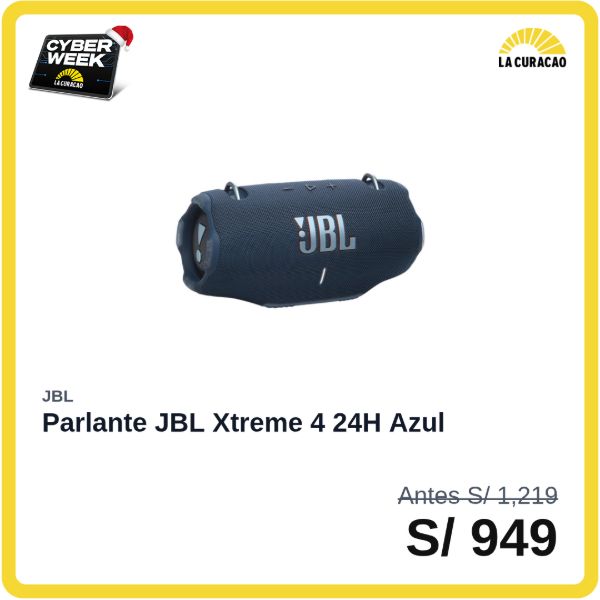 CYBER
WEEK
LA CURACAO
LA CURACAO
JBL
JBL
Parlante JBL Xtreme 4 24H Azul
Antes S/ 1,219
S/ 949